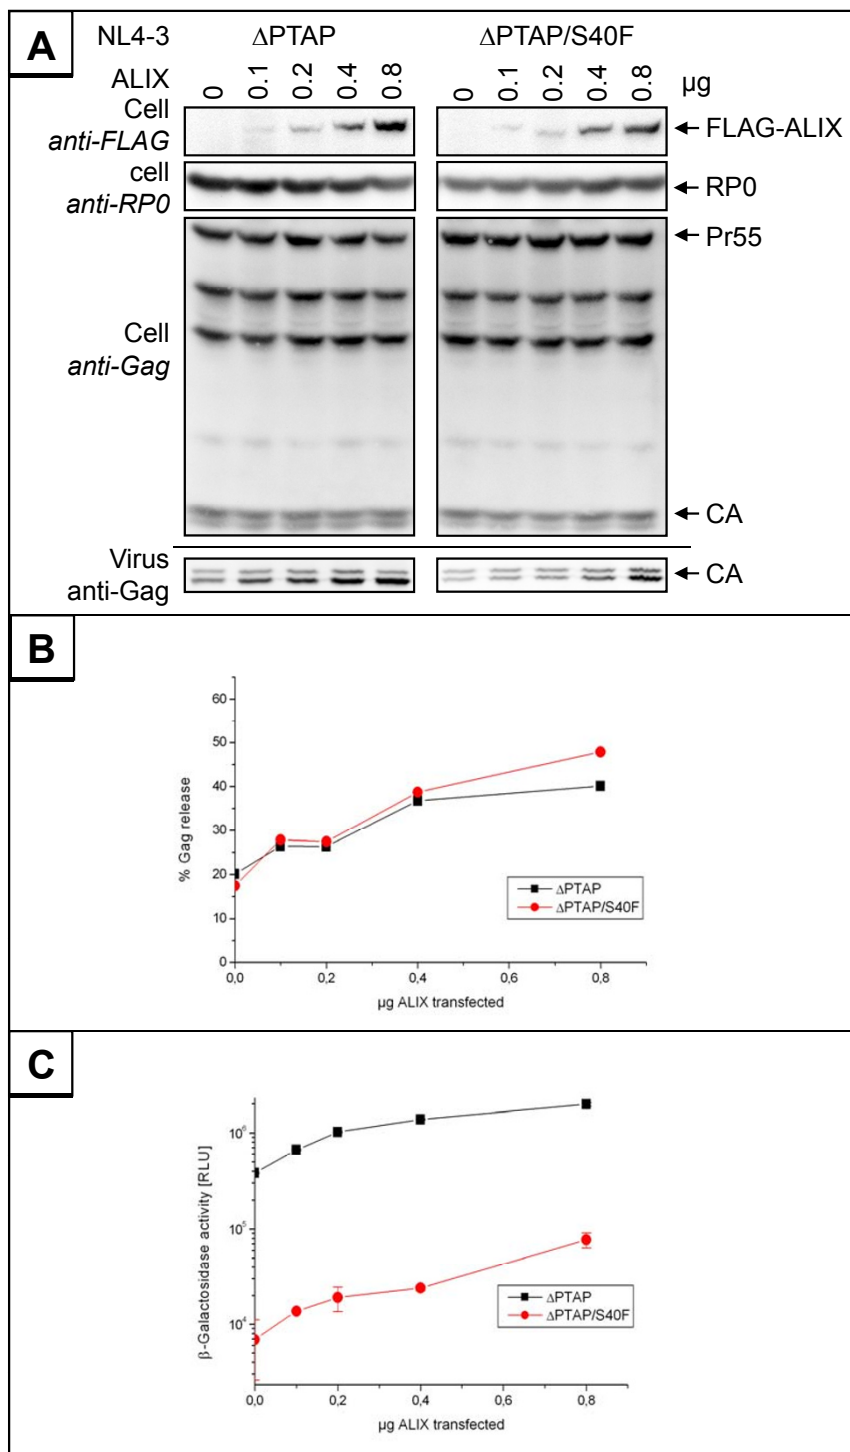 A
NL4-3 ΔPTAP ΔPTAP/S40F
ALIX 0 0.1 0.2 0.4 0.8 0 0.1 0.2 0.4 0.8 µg
Cell
anti-FLAG
FLAG-ALIX
cell
anti-RP0
RP0
Pr55
Cell
anti-Gag
CA
Virus
anti-Gag
CA
B
% Gag release
60
50
40
30
20
10
0
0,0 0,2 0,4 0,6 0,8
µg ALIX transfected
ΔPTAP
ΔPTAP/S40F
C
β-Galactosidase activity [RLU]
10⁶
10⁵
10⁴
0,0 0,2 0,4 0,6 0,8
µg ALIX transfected
ΔPTAP
ΔPTAP/S40F